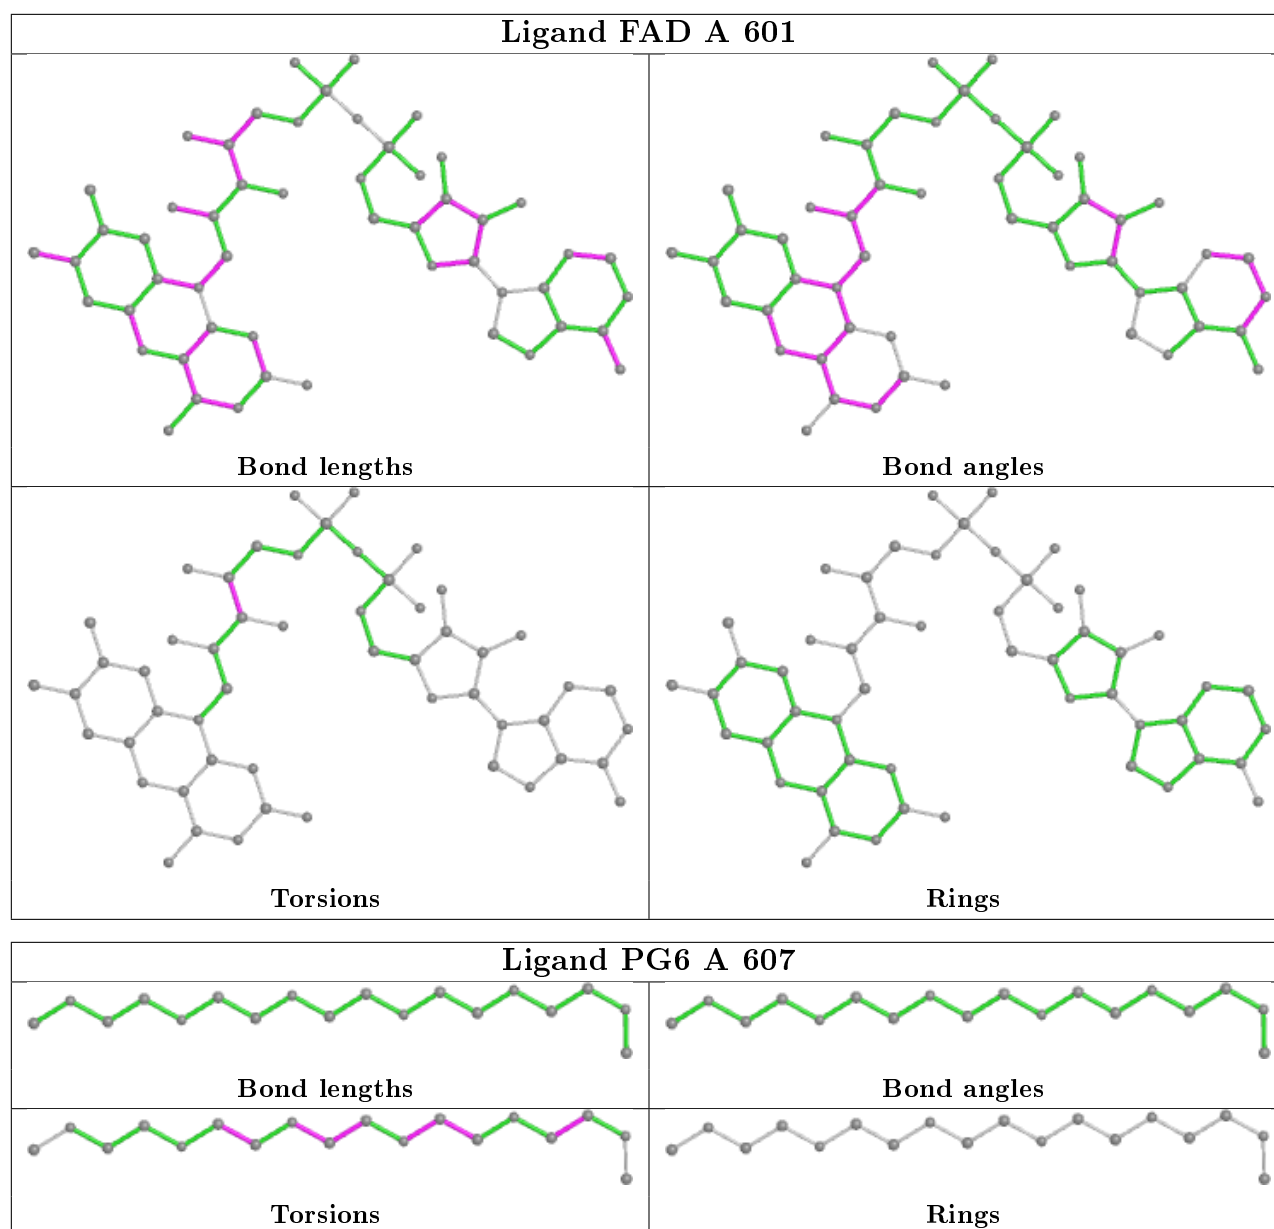 Ligand FAD A 601
Bond lengths
Bond angles
Torsions
Rings
Ligand PG6 A 607
Bond lengths
Bond angles
Torsions
Rings